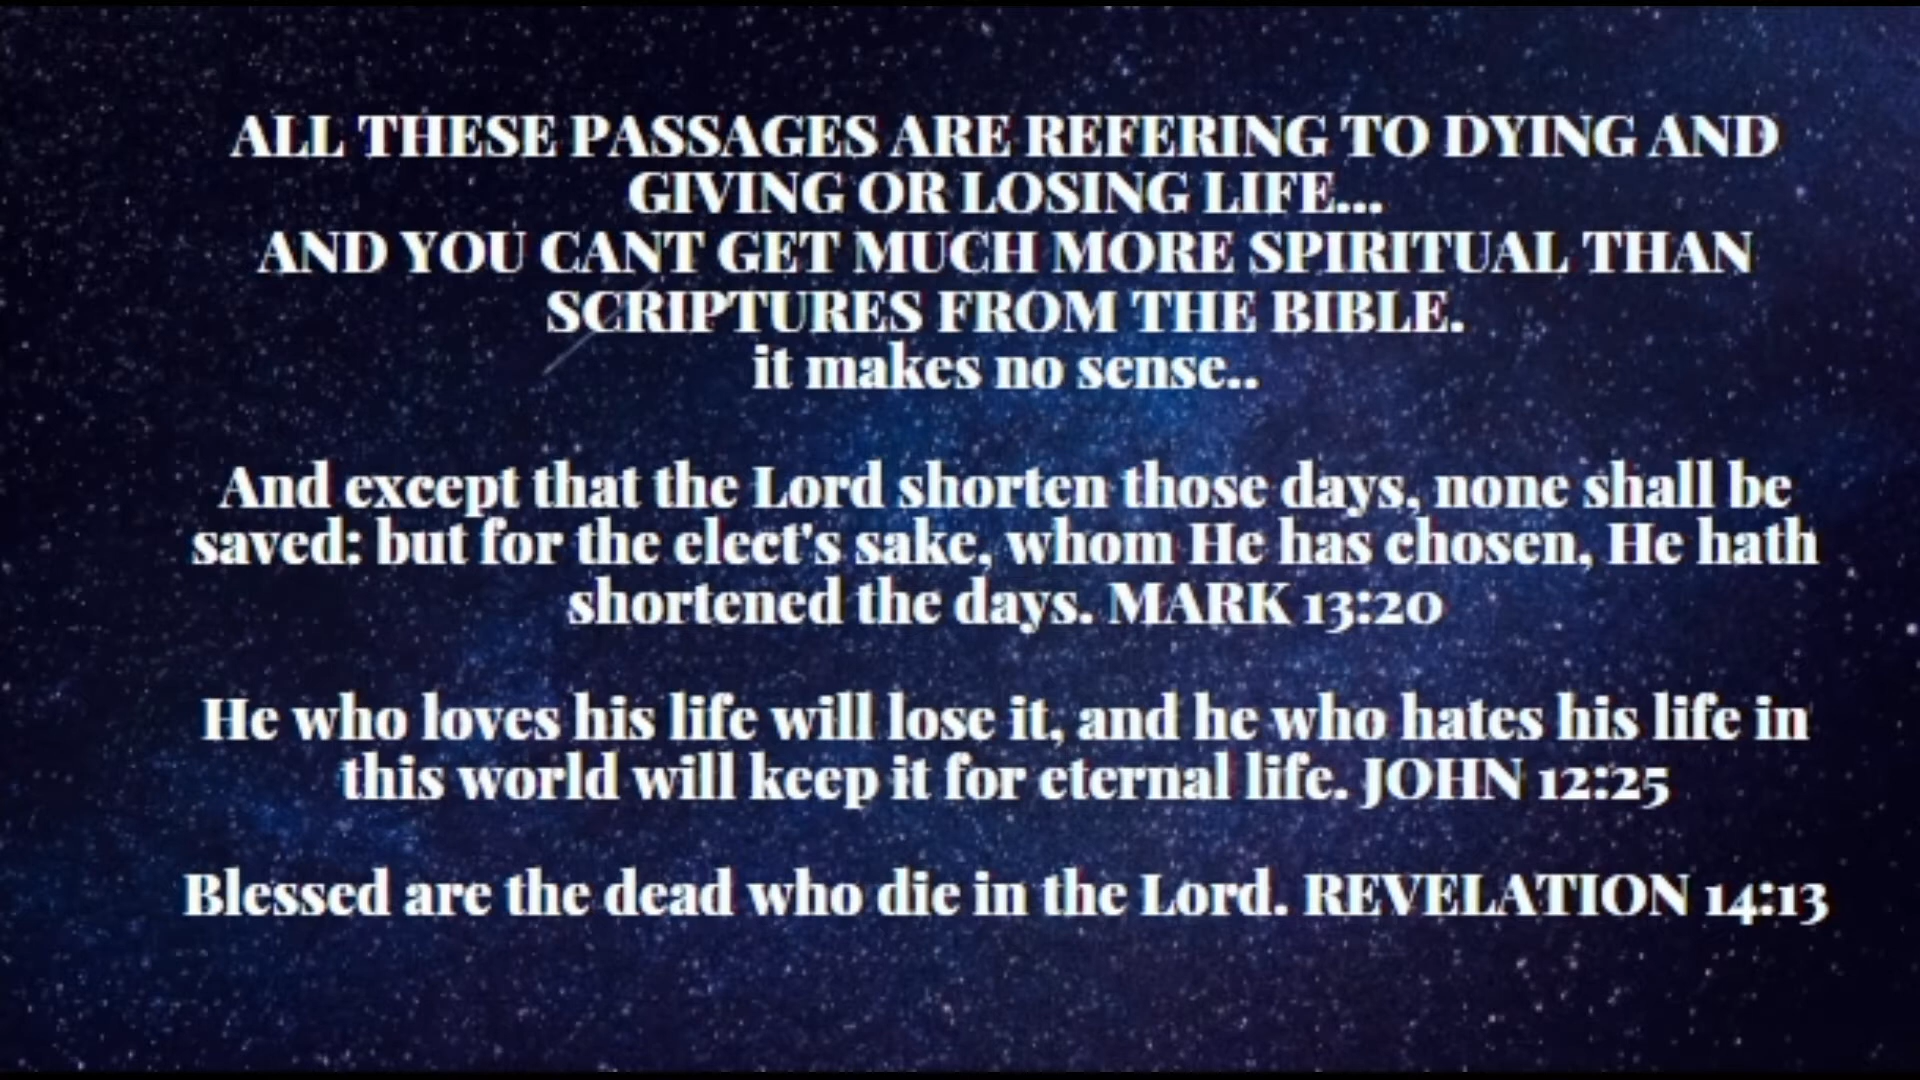 ALL THESE PASSAGES ARE REFERING TO DYING AND
GIVING OR LOSING LIFE...
AND YOU CANT GET MUCH MORE SPIRITUAL THAN
SCRIPTURES FROM THE BIBLE.
it makes no sense..
And except that the Lord shorten those days, none shall be
saved: but for the elect's sake, whom He has chosen, He hath
shortened the days. MARK 13:20
He who loves his life will lose it, and he who hates his life in
this world will keep it for eternal life. JOHN 12:25
Blessed are the dead who die in the Lord. REVELATION 14:13